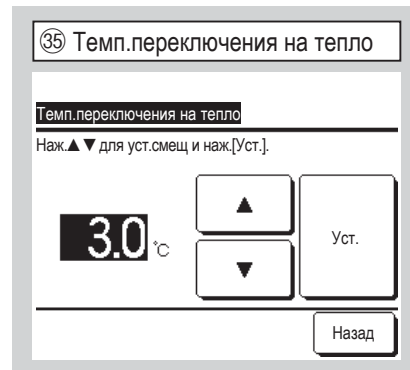 ㉟ Темп.переключения на тепло
Темп.переключения на тепло
Наж.▲▼ для уст.смещ и наж.[Уст.].
▲
3.0 °C
Уст.
▼
Назад